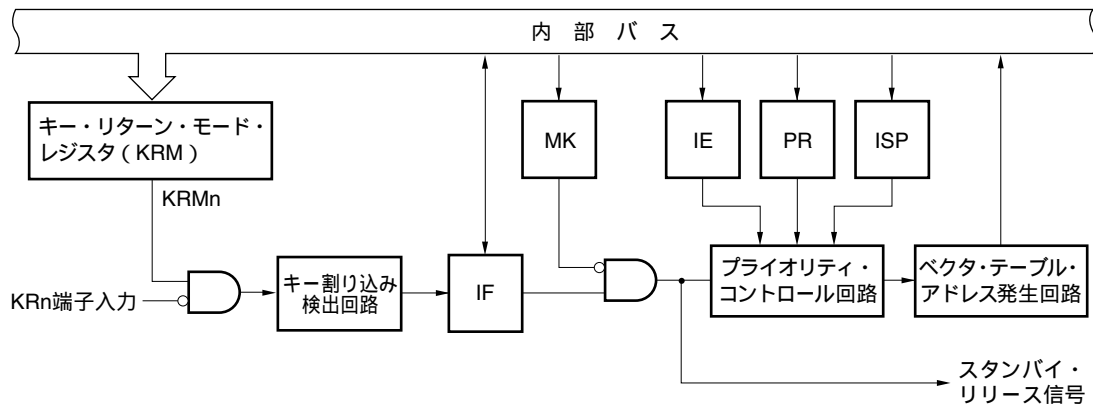 内 部 バ ス
キー・リターン・モード・
レジスタ（KRM）
MK
IE
PR
ISP
KRMn
KRn端子入力
キー割り込み
検出回路
IF
プライオリティ・
コントロール回路
ベクタ・テーブル・
アドレス発生回路
スタンバイ・
リリース信号